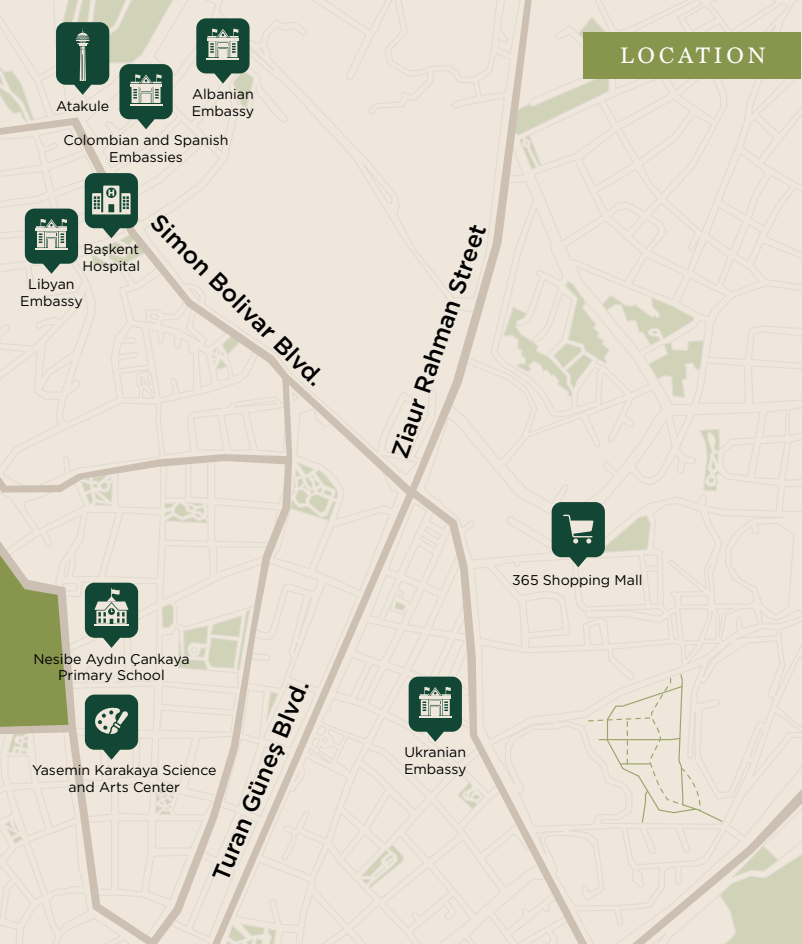 LOCATION
Atakule
Albanian
Embassy
Colombian and Spanish
Embassies
H
Başkent
Hospital
Libyan
Embassy
Simon Bolivar Blvd.
Ziaur Rahman Street
365 Shopping Mall
Nesibe Aydın Çankaya
Primary School
Yasemin Karakaya Science
and Arts Center
Turan Güneş Blvd.
Ukranian
Embassy